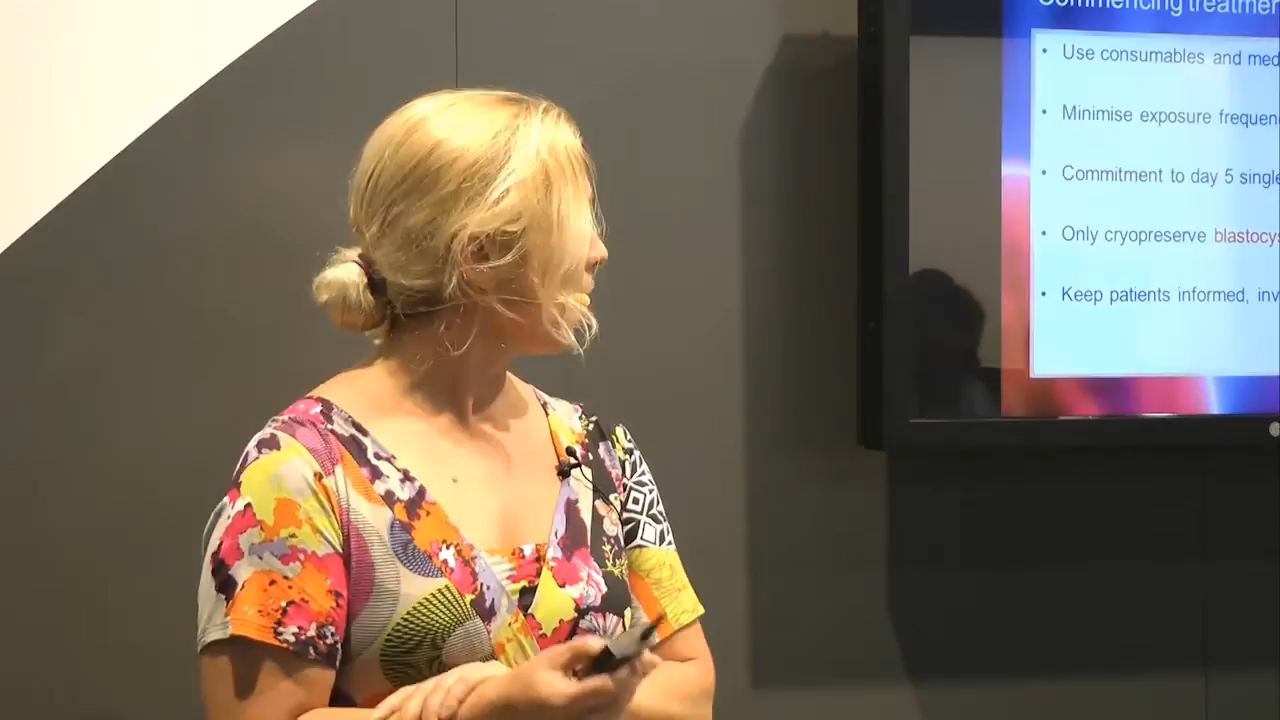 Commencing treatmen
• Use consumables and med
• Minimise exposure frequen
• Commitment to day 5 single
• Only cryopreserve blastocys
• Keep patients informed, inv